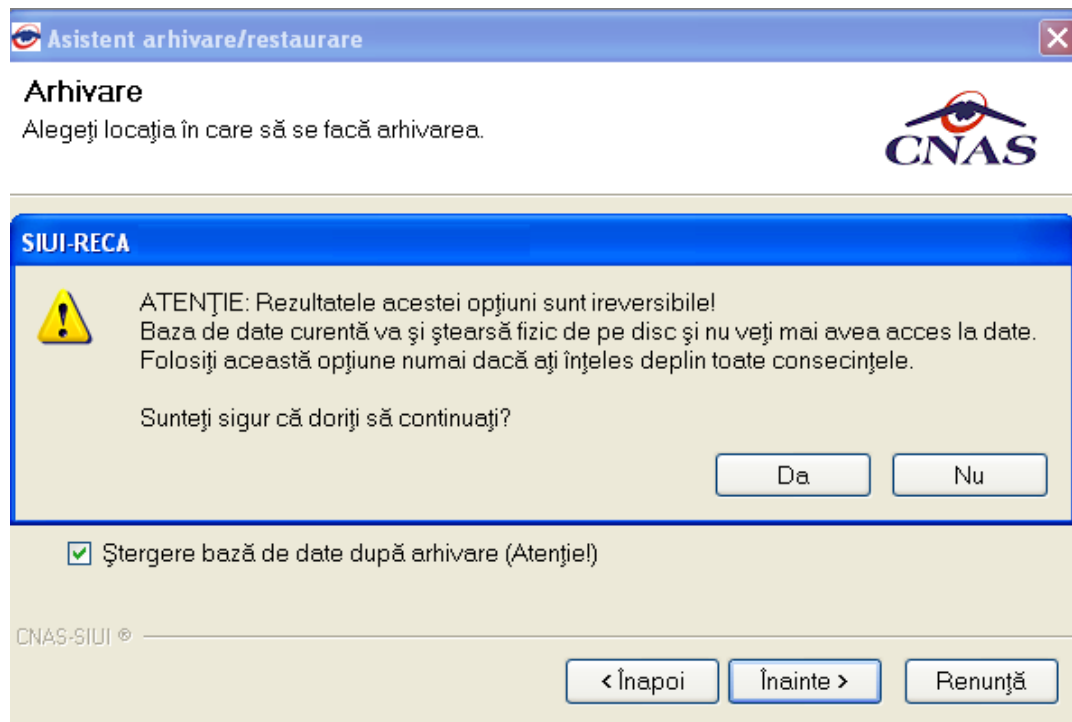 Asistent arhivare/restaurare
Arhivare
Alegeţi locaţia în care să se facă arhivarea.
CNAS
SIUI-RECA
ATENŢIE: Rezultatele acestei opţiuni sunt ireversibile!
Baza de date curentă va şi ştearsă fizic de pe disc şi nu veţi mai avea acces la date.
Folosiţi această opţiune numai dacă aţi înţeles deplin toate consecinţele.
Sunteţi sigur că doriţi să continuaţi?
Da Nu
Ştergere bază de date după arhivare (Atenţie!)
CNAS-SIUI ®
< Înapoi Înainte > Renunţă